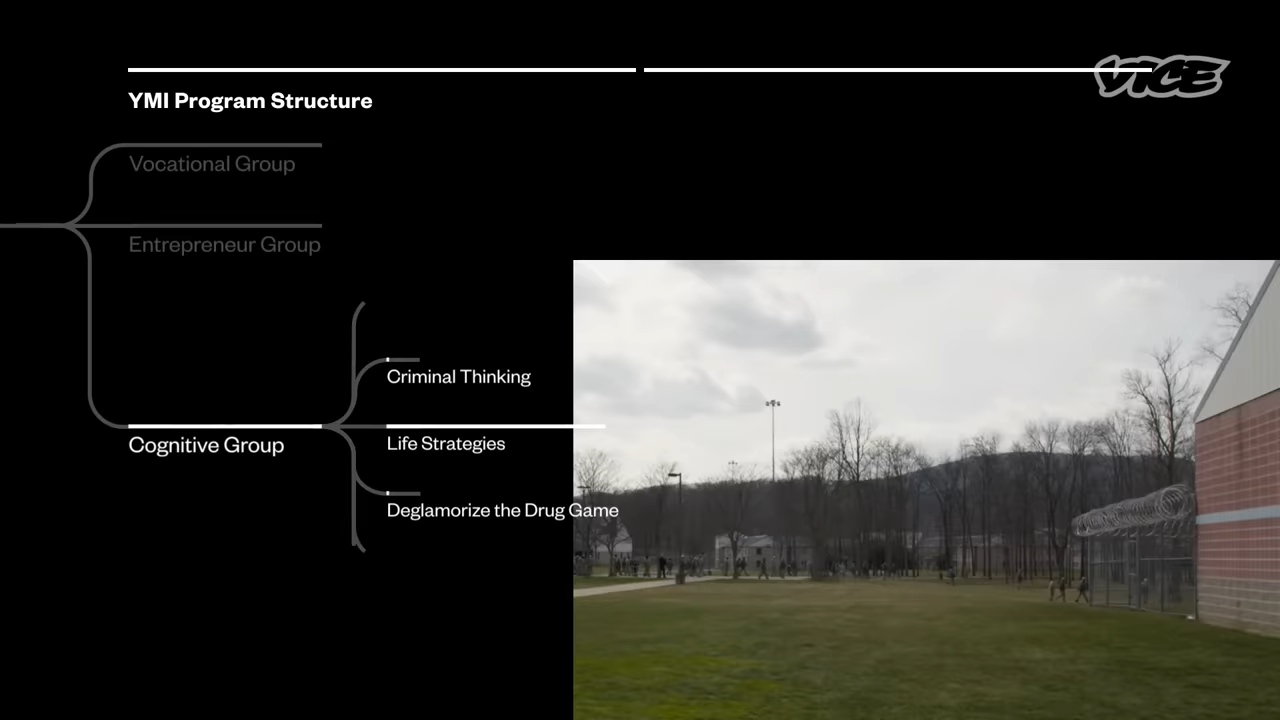 YMI Program Structure
VICE
Vocational Group
Entrepreneur Group
Criminal Thinking
Cognitive Group
Life Strategies
Deglamorize the Drug Game